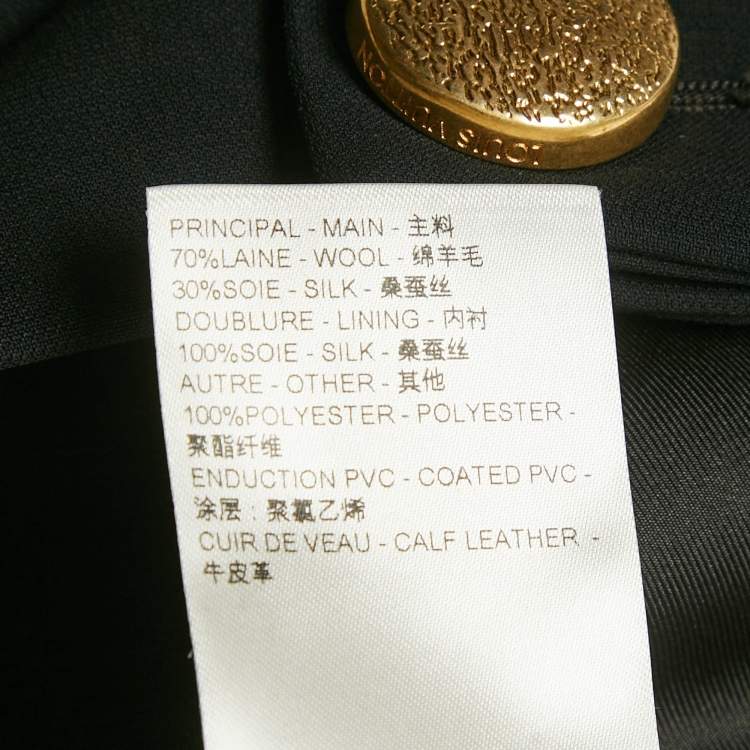 LOUIS VUITTON
PRINCIPAL - MAIN - 主料
70%LAINE - WOOL - 绵羊毛
30%SOIE - SILK - 桑蚕丝
DOUBLURE - LINING - 内衬
100%SOIE - SILK - 桑蚕丝
AUTRE - OTHER - 其他
100%POLYESTER - POLYESTER -
聚酯纤维
ENDUCTION PVC - COATED PVC -
涂层 : 聚氯乙烯
CUIR DE VEAU - CALF LEATHER -
牛皮革